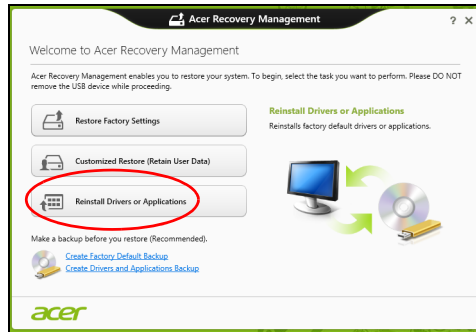 Acer Recovery Management
? X
Welcome to Acer Recovery Management
Acer Recovery Management enables you to restore your system. To begin, select the task you want to perform. Please DO NOT
remove the USB device while proceeding.
Restore Factory Settings
Customized Restore (Retain User Data)
Reinstall Drivers or Applications
Reinstall Drivers or Applications
Reinstalls factory default drivers or applications.
Make a backup before you restore (Recommended).
Create Factory Default Backup
Create Drivers and Applications Backup
acer